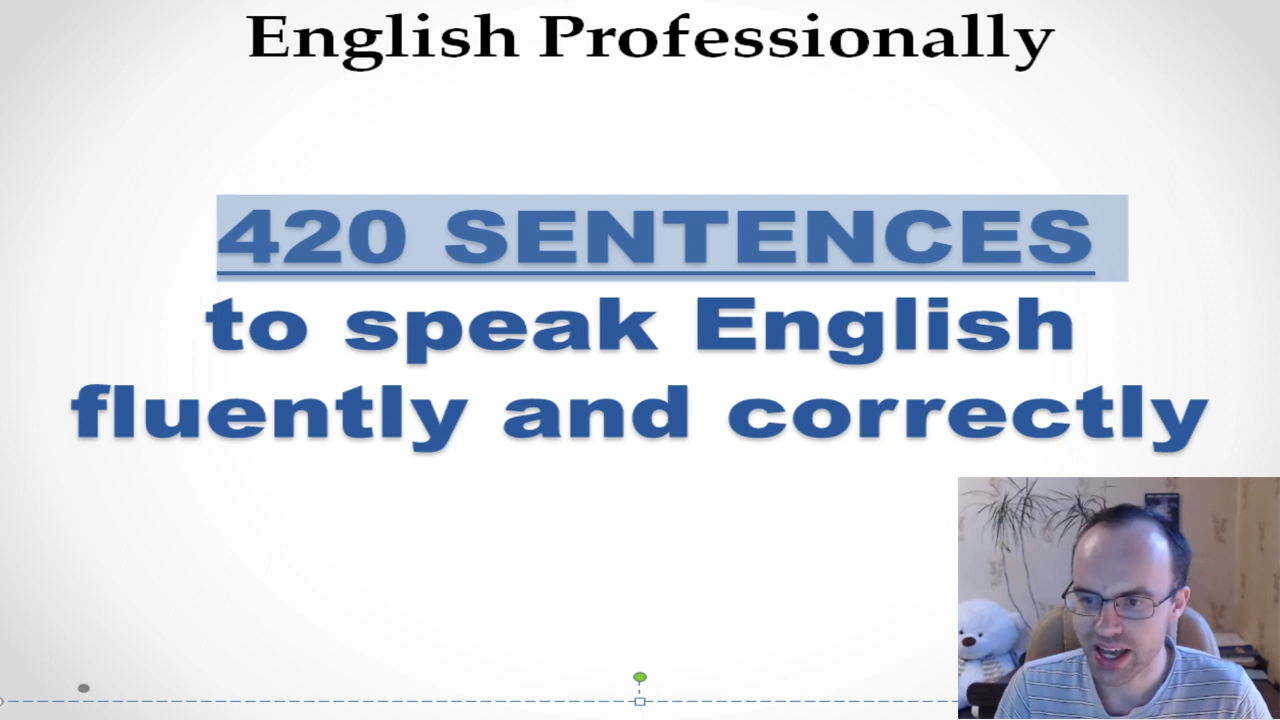 English Professionally
420 SENTENCES
to speak English
fluently and correctly